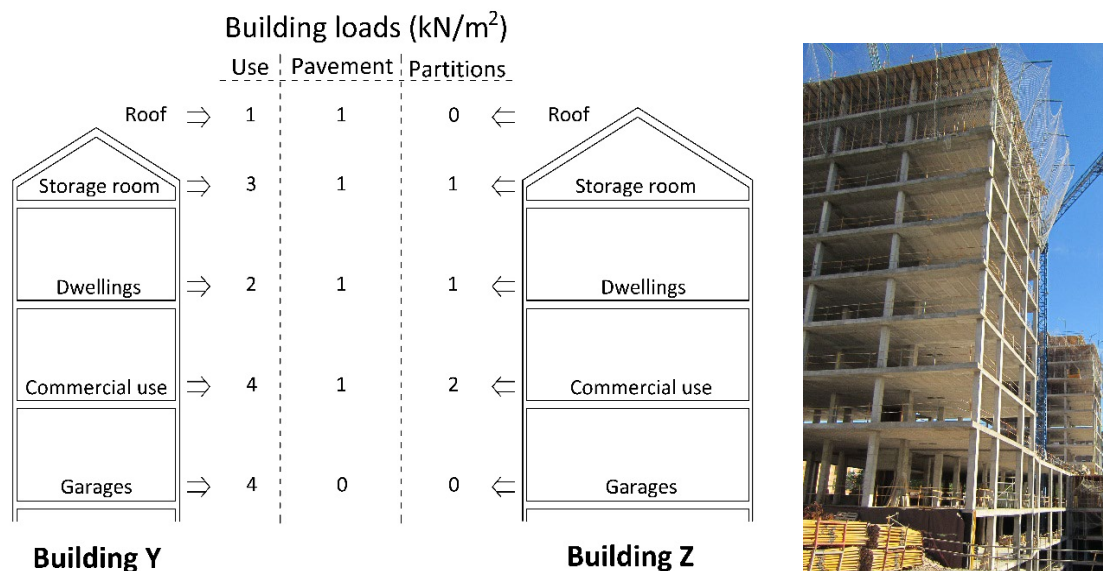 Building loads (kN/m²)
Use Pavement Partitions
Roof ⇒ 1 1 0 ⇐ Roof
Storage room ⇒ 3 1 1 ⇐ Storage room
Dwellings ⇒ 2 1 1 ⇐ Dwellings
Commercial use ⇒ 4 1 2 ⇐ Commercial use
Garages ⇒ 4 0 0 ⇐ Garages
Building Y Building Z